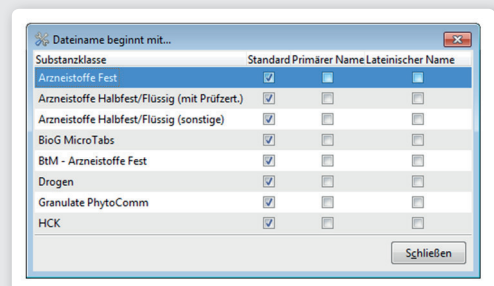 Dateiname beginnt mit...
Substanzklasse Standard Primärer Name Lateinischer Name
Arzneistoffe Fest
Arzneistoffe Halbfest/Flüssig (mit Prüfzert.)
Arzneistoffe Halbfest/Flüssig (sonstige)
BioG MicroTabs
BtM - Arzneistoffe Fest
Drogen
Granulate PhytoComm
HCK
Schließen